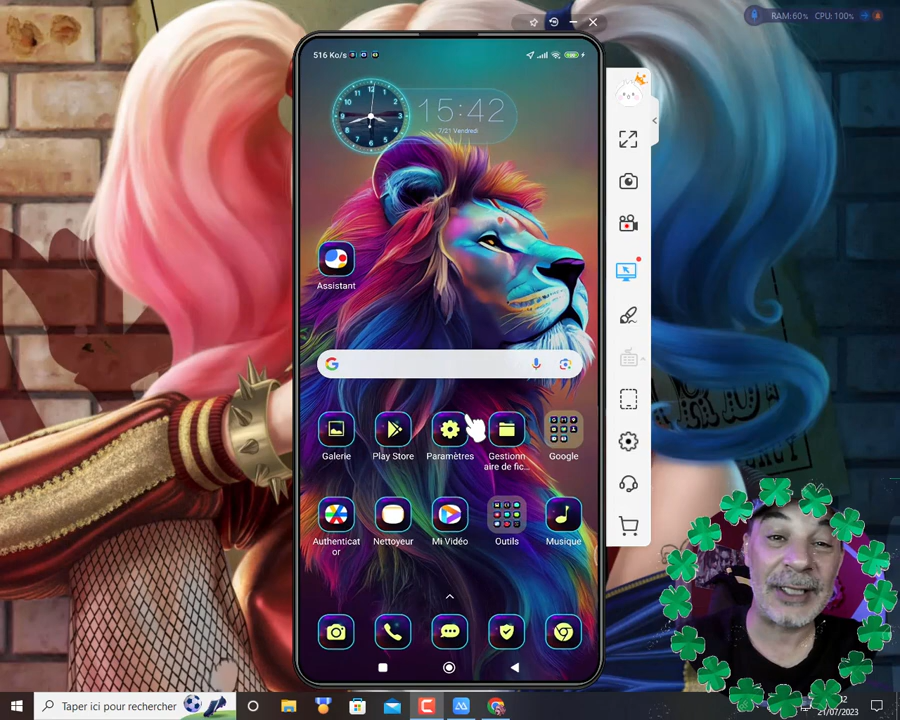 RAM:60% CPU:100%
516 Ko/s
15:42
7/21 Vendredi
Assistant
Galerie
Play Store
Paramètres
Gestionn
aire de fic...
Google
Authenticat
or
Nettoyeur
Mi Vidéo
Outils
Musique
Taper ici pour rechercher
21/07/2023